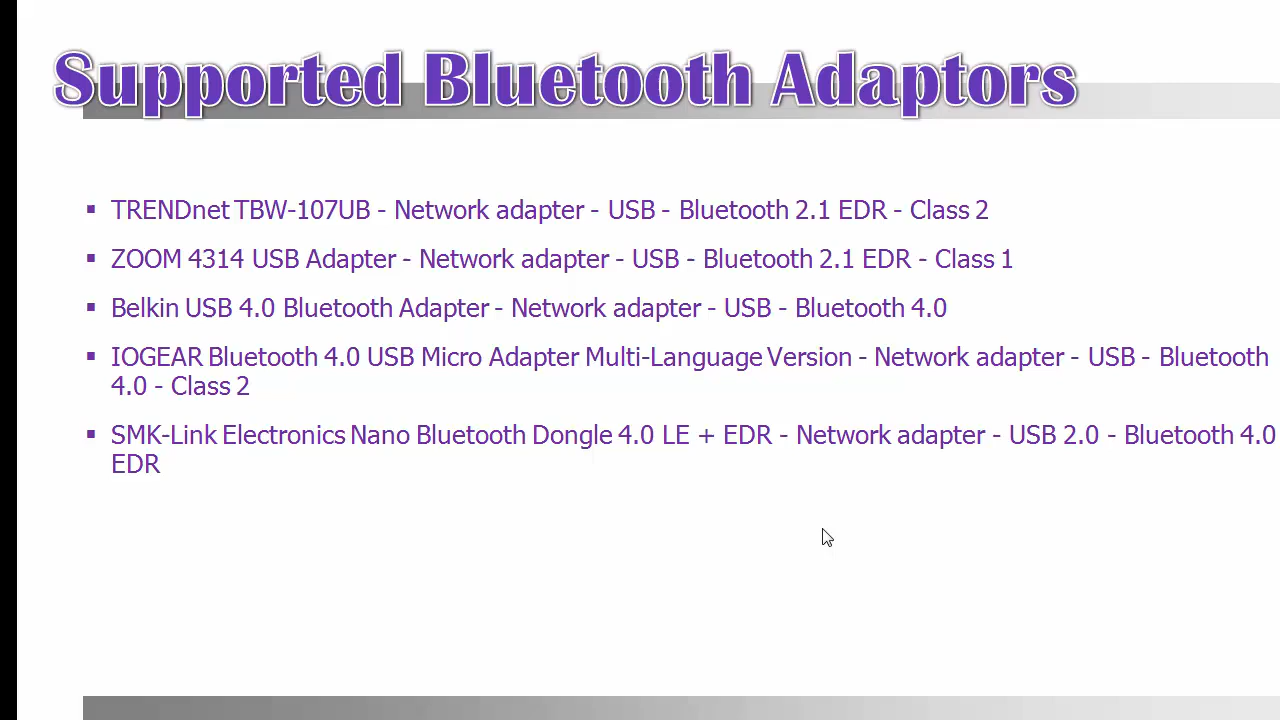 Supported Bluetooth Adaptors
▪ TRENDnet TBW-107UB - Network adapter - USB - Bluetooth 2.1 EDR - Class 2
▪ ZOOM 4314 USB Adapter - Network adapter - USB - Bluetooth 2.1 EDR - Class 1
▪ Belkin USB 4.0 Bluetooth Adapter - Network adapter - USB - Bluetooth 4.0
▪ IOGEAR Bluetooth 4.0 USB Micro Adapter Multi-Language Version - Network adapter - USB - Bluetooth
4.0 - Class 2
▪ SMK-Link Electronics Nano Bluetooth Dongle 4.0 LE + EDR - Network adapter - USB 2.0 - Bluetooth 4.0
EDR